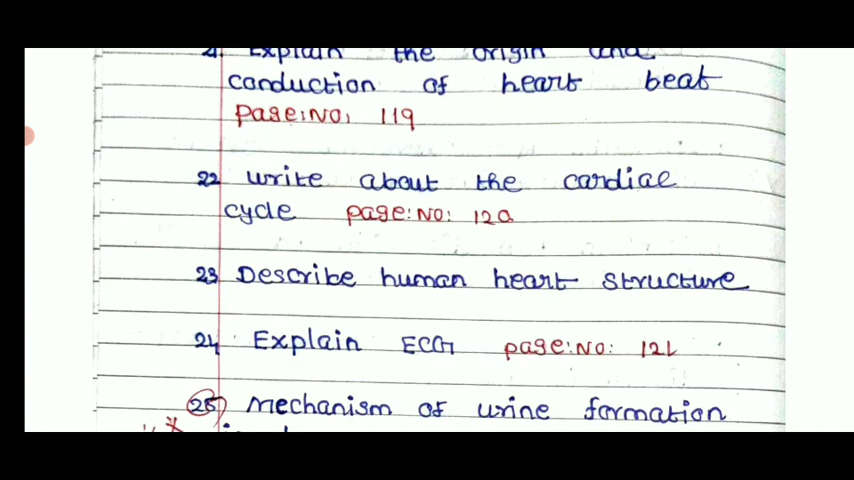 21 Explain the origin and
conduction of heart beat
page:No: 119
22 write about the cardiac
cycle page:No: 120
23 Describe human heart structure
24 Explain ECG page:No: 121
25) Mechanism of urine formation